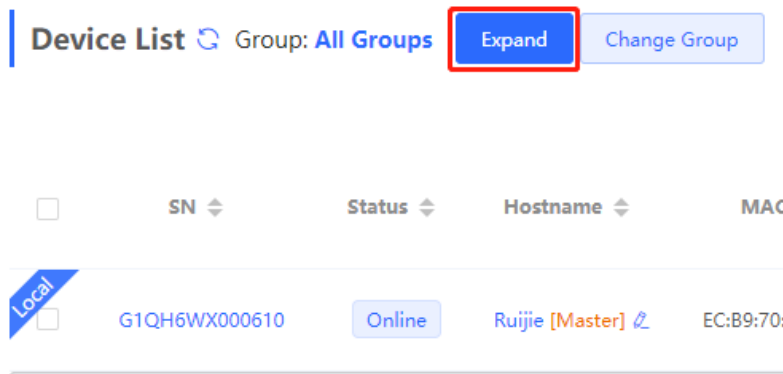 Device List Group: All Groups Expand Change Group
SN Status Hostname MAC
Local
G1QH6WX000610 Online Ruijie [Master] EC:B9:70: